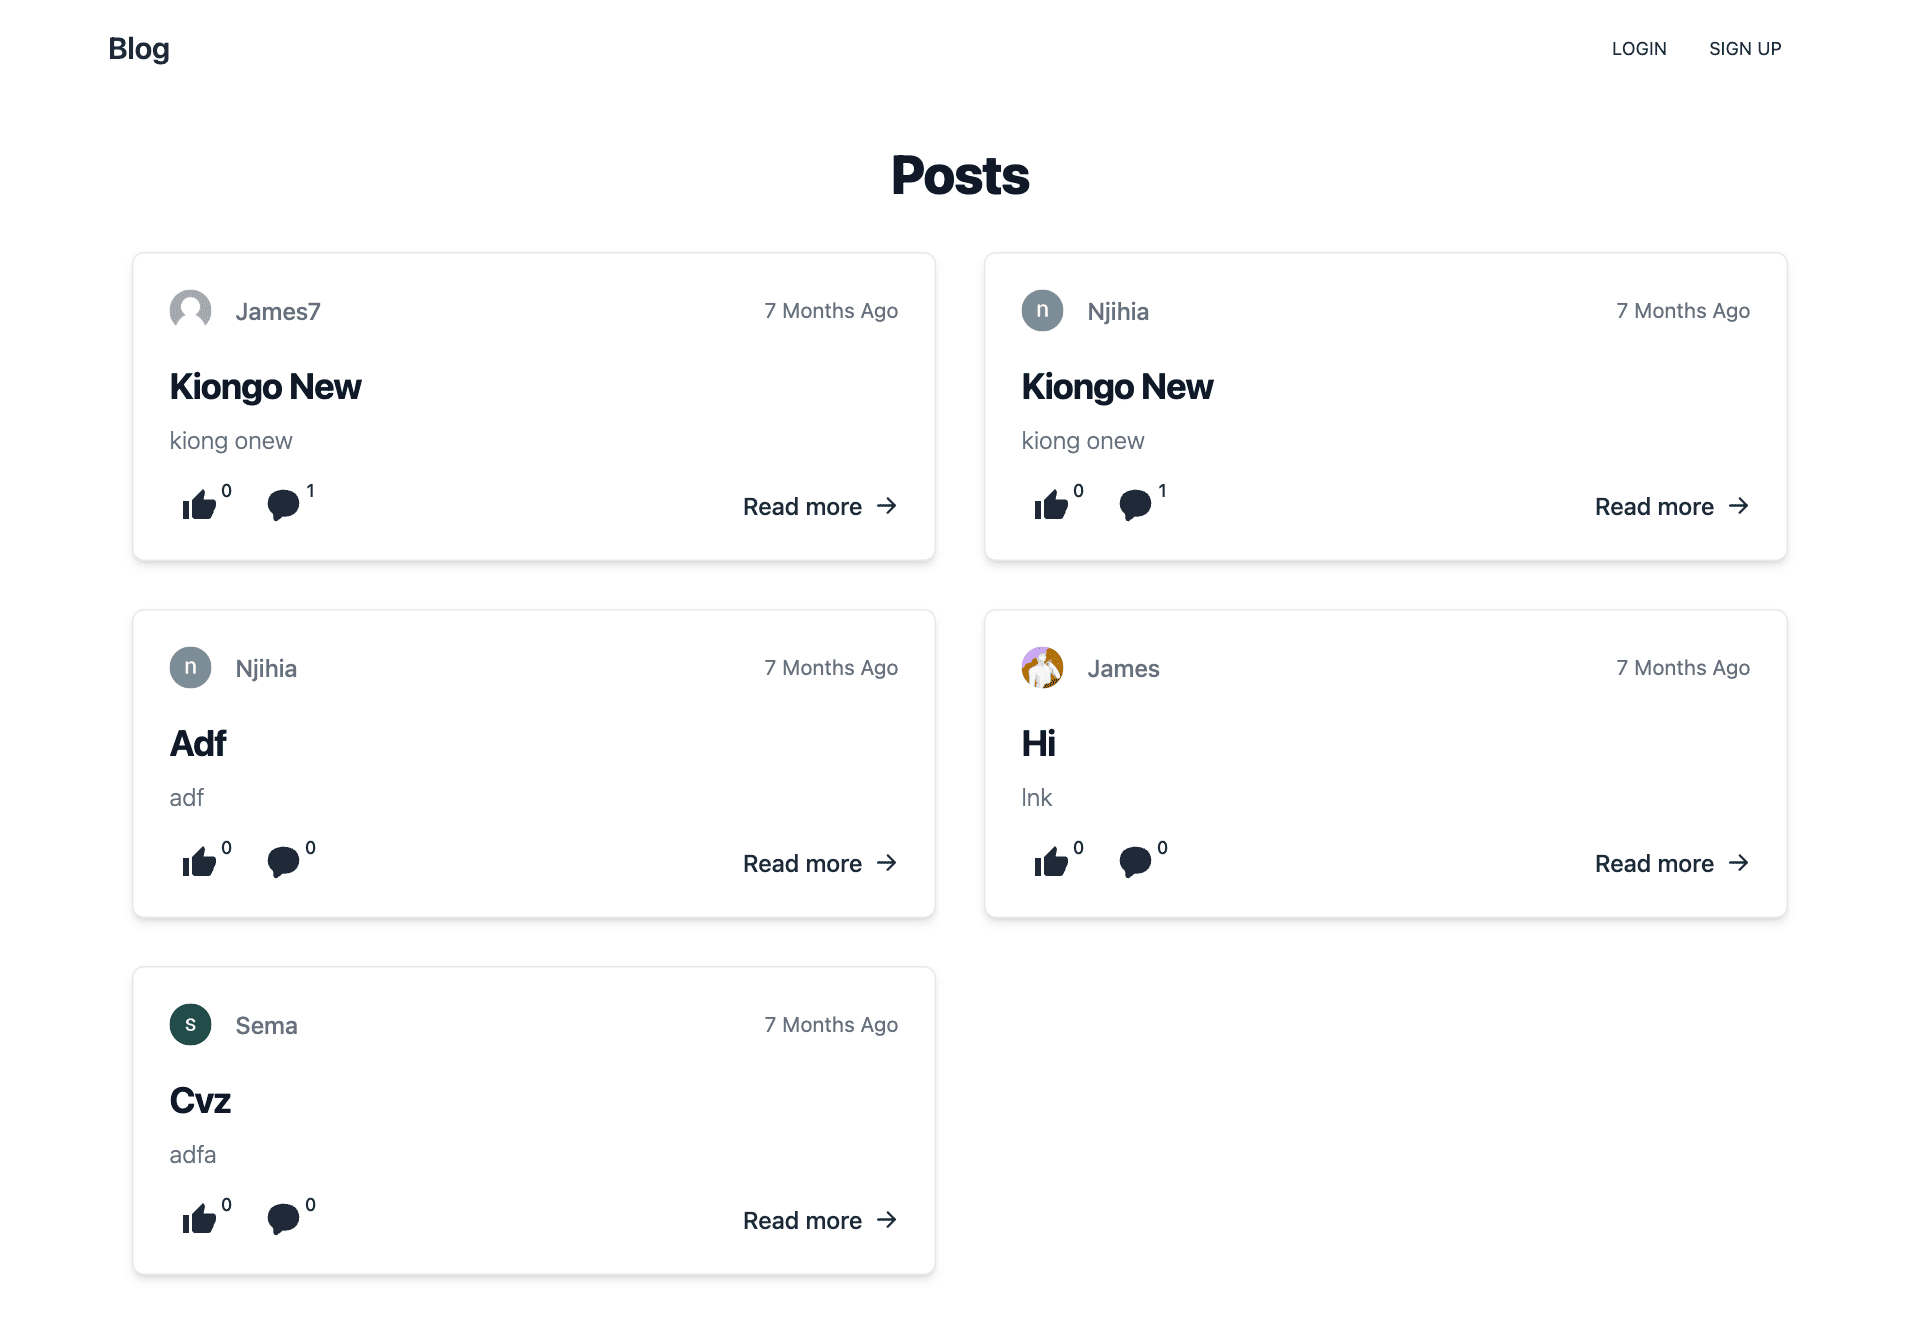 Blog
LOGIN SIGN UP
Posts
James7 7 Months Ago
Kiongo New
kiong onew
0 1 Read more
n Njihia 7 Months Ago
Kiongo New
kiong onew
0 1 Read more
n Njihia 7 Months Ago
Adf
adf
0 0 Read more
James 7 Months Ago
Hi
lnk
0 0 Read more
s Sema 7 Months Ago
Cvz
adfa
0 0 Read more